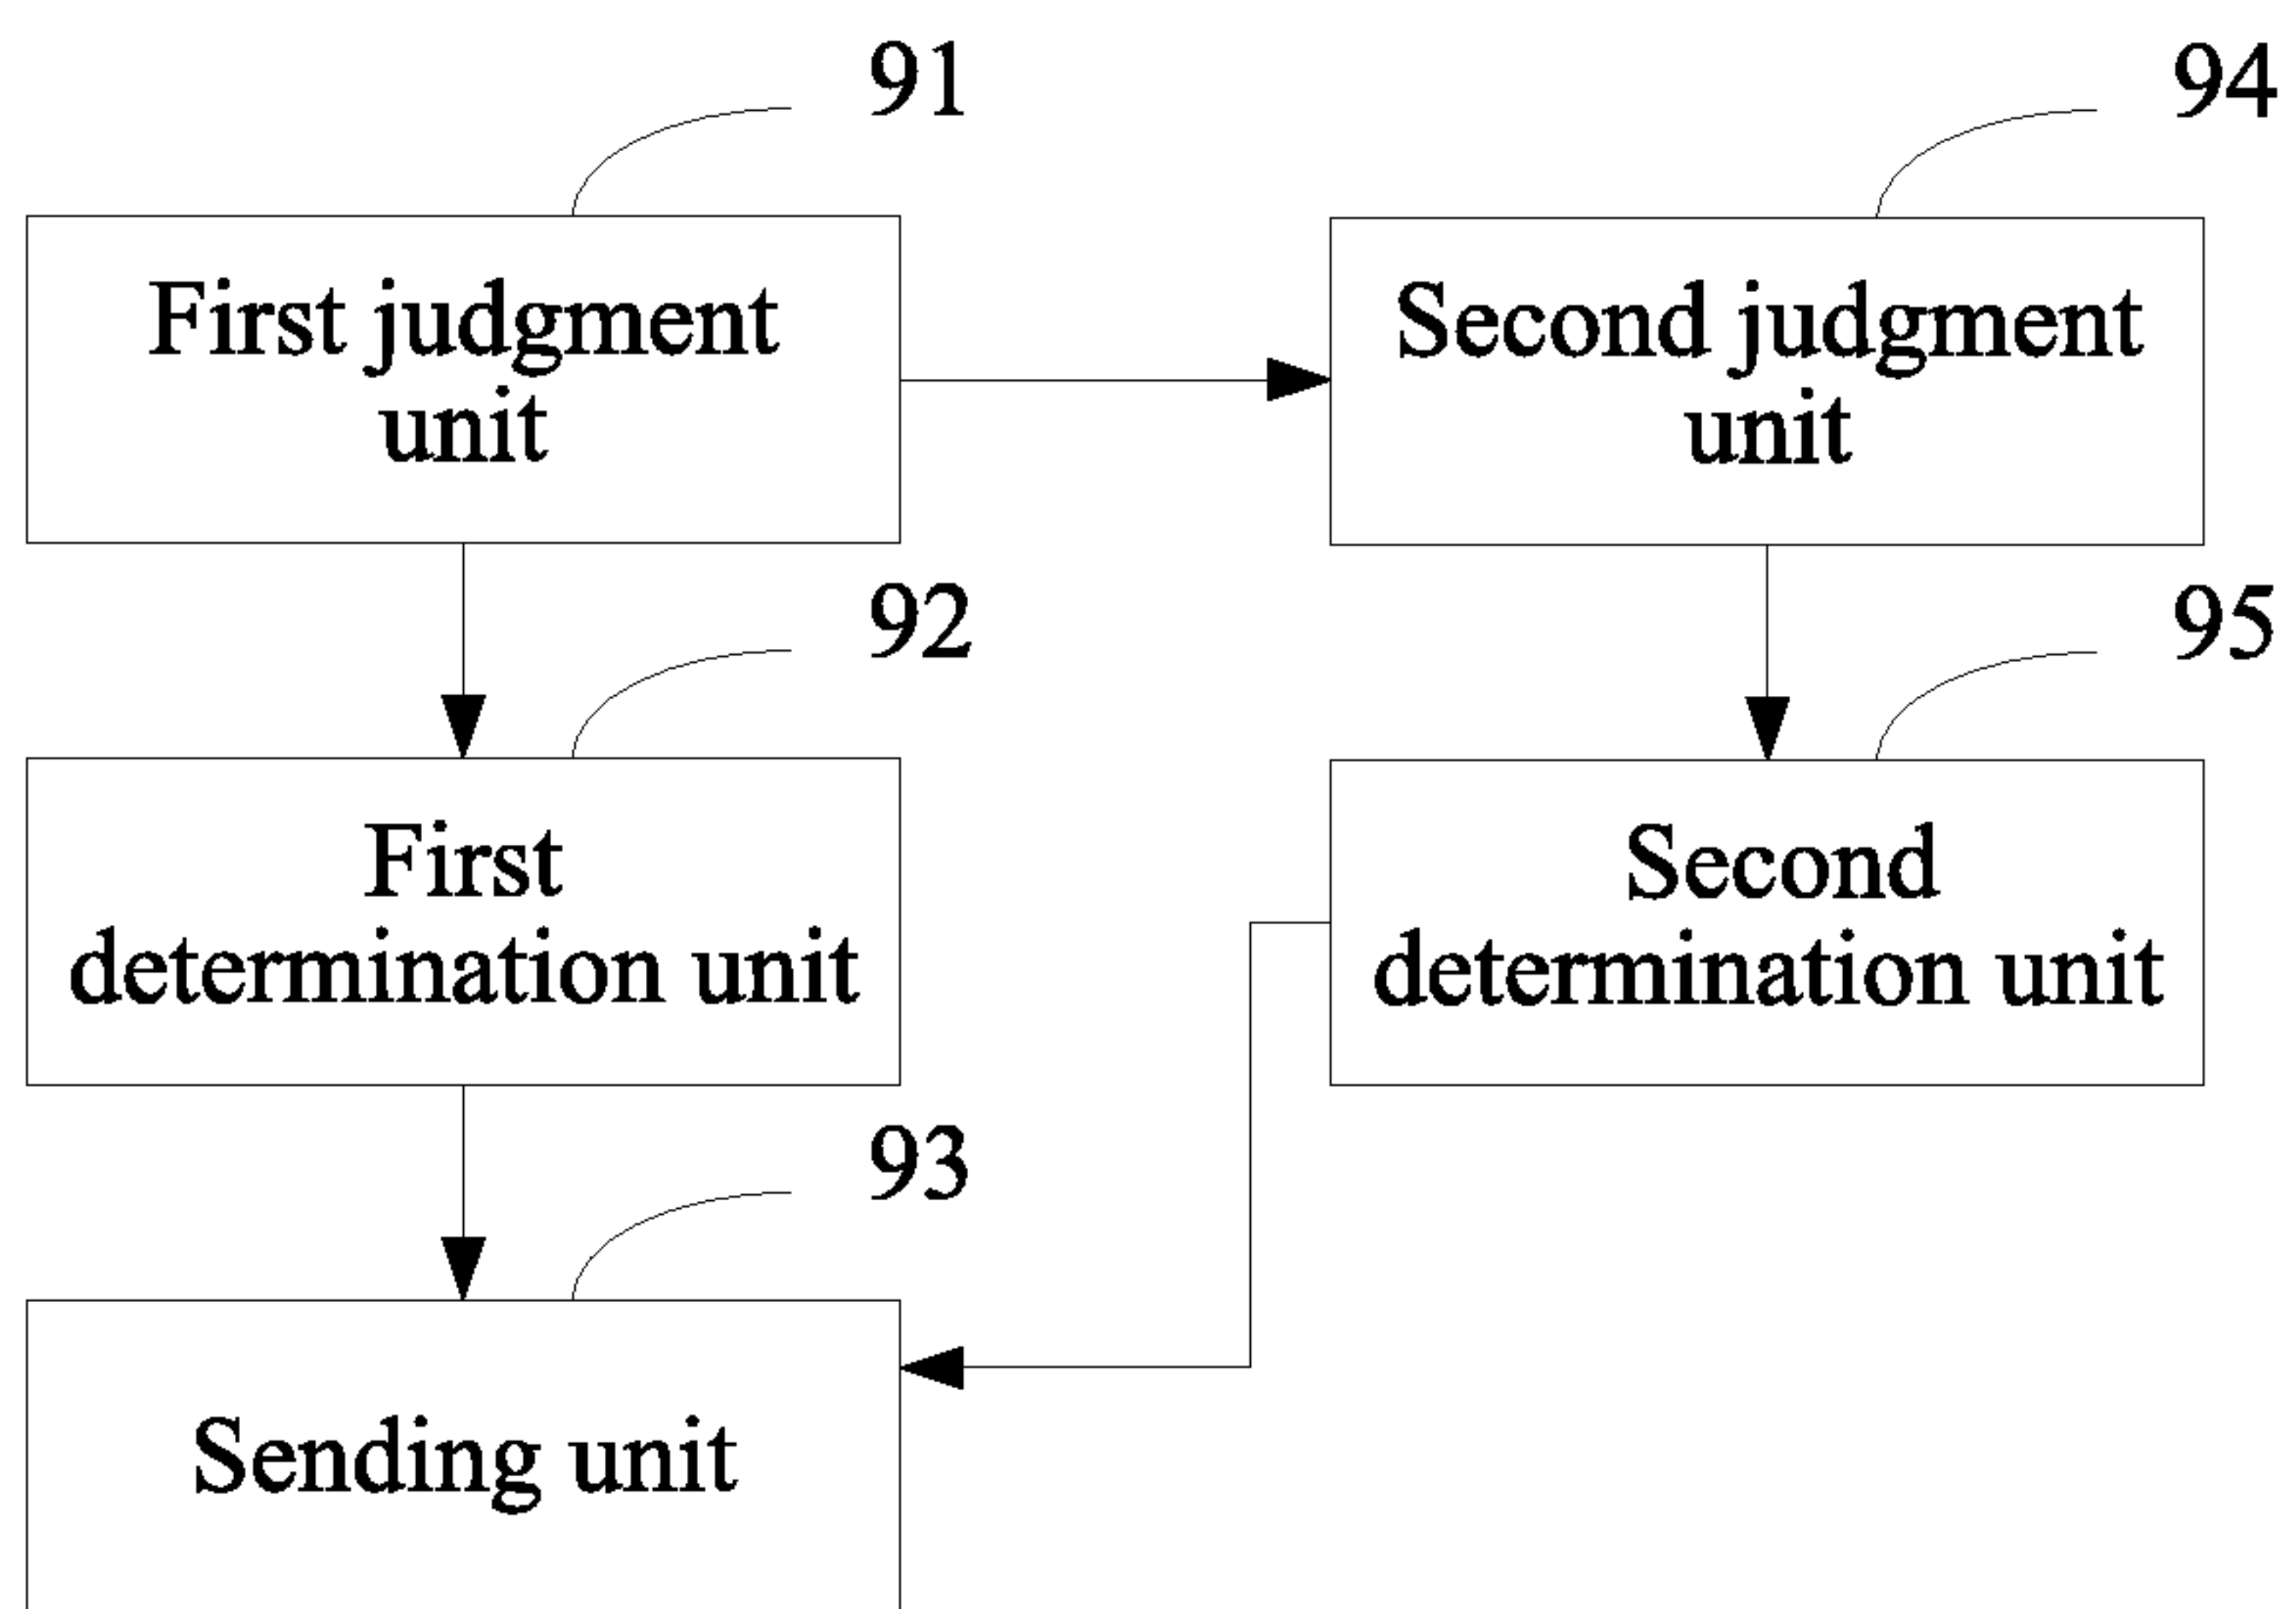 91
First judgment
unit
94
Second judgment
unit
92
First
determination unit
95
Second
determination unit
93
Sending unit